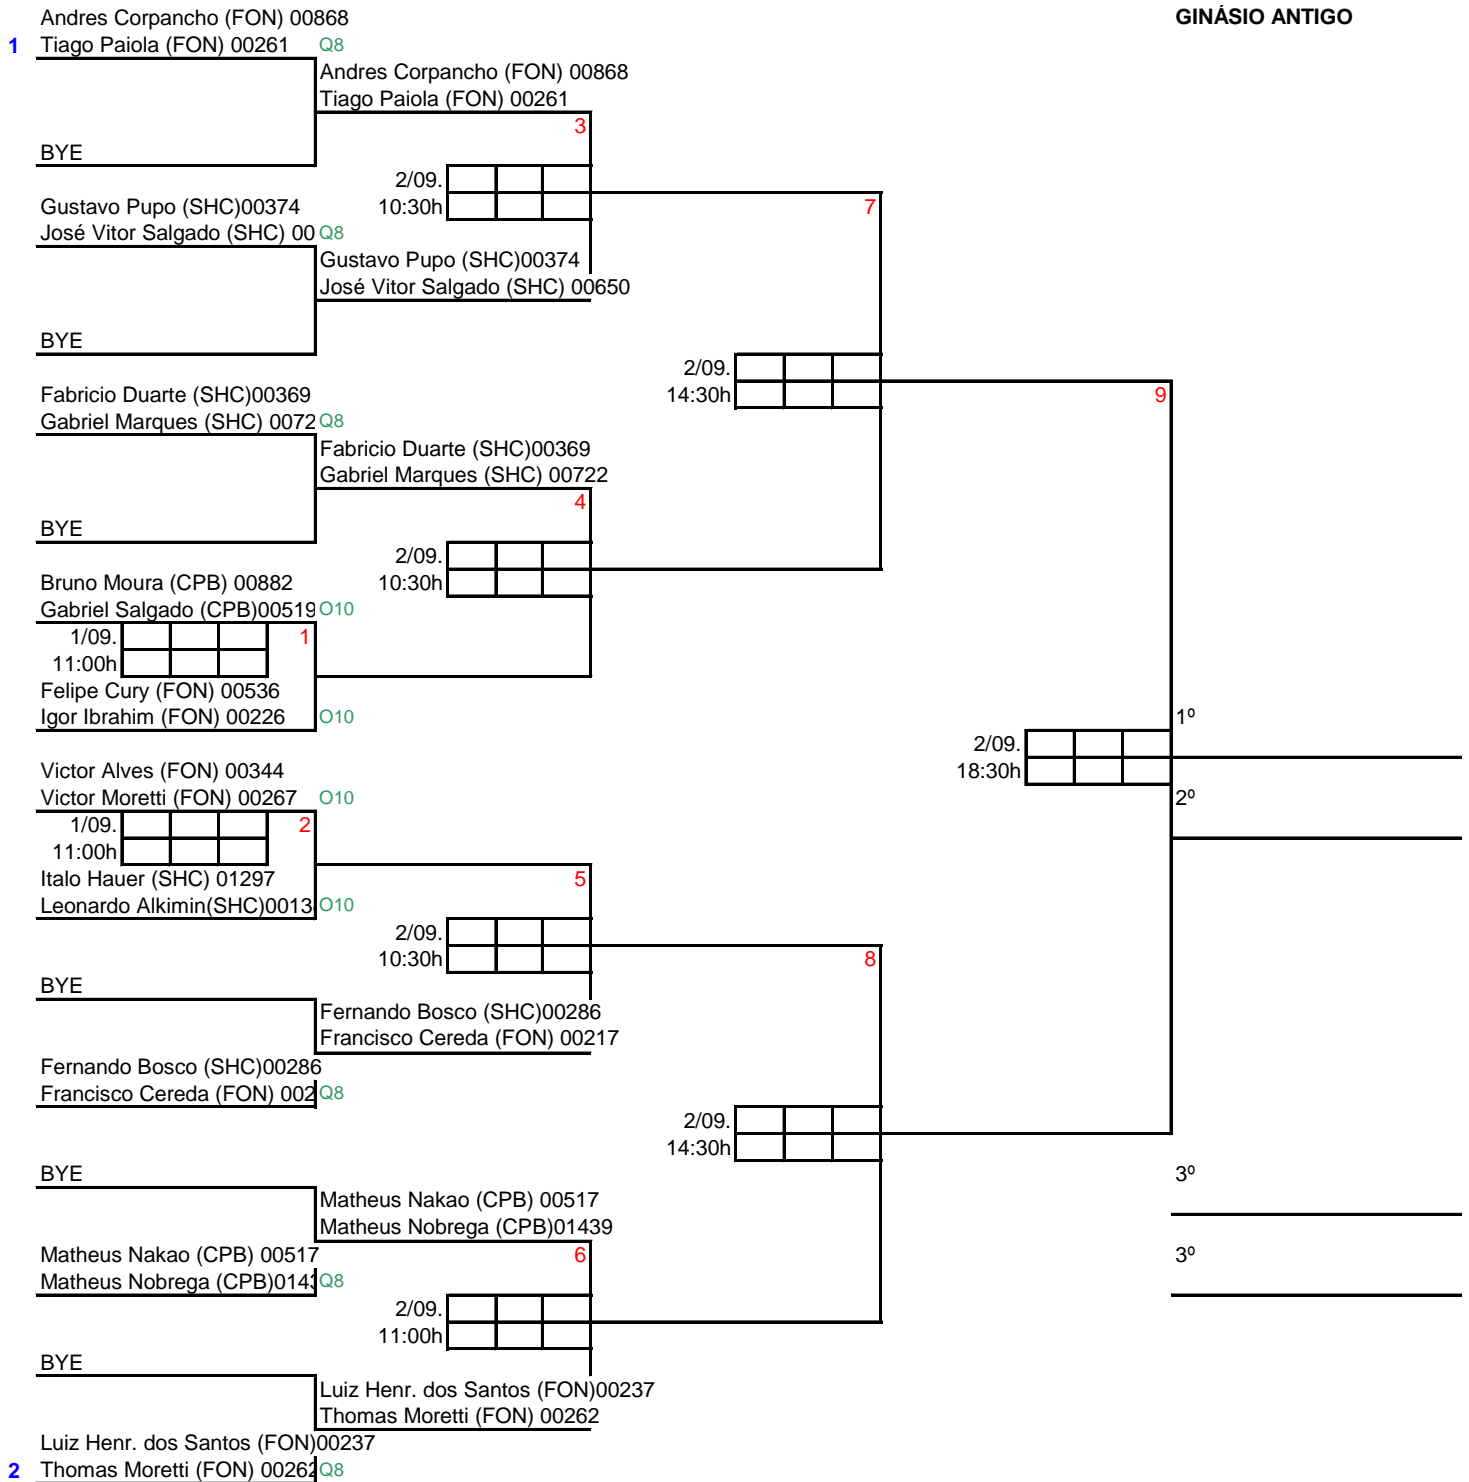 Andres Corpancho (FON) 00868
GINÁSIO ANTIGO
1 Tiago Paiola (FON) 00261 Q8
Andres Corpancho (FON) 00868
Tiago Paiola (FON) 00261
3
BYE
2/09.
10:30h
Gustavo Pupo (SHC)00374
7
José Vitor Salgado (SHC) 00 Q8
Gustavo Pupo (SHC)00374
José Vitor Salgado (SHC) 00650
BYE
2/09.
14:30h
Fabricio Duarte (SHC)00369
9
Gabriel Marques (SHC) 0072 Q8
Fabricio Duarte (SHC)00369
Gabriel Marques (SHC) 00722
4
BYE
2/09.
10:30h
Bruno Moura (CPB) 00882
Gabriel Salgado (CPB)00519 O10
1/09. 1
11:00h
Felipe Cury (FON) 00536
Igor Ibrahim (FON) 00226 O10
1º
2/09.
18:30h
Victor Alves (FON) 00344
Victor Moretti (FON) 00267 O10
2º
1/09. 2
11:00h
Italo Hauer (SHC) 01297
5
Leonardo Alkimin(SHC)0013 O10
2/09.
10:30h
8
BYE
Fernando Bosco (SHC)00286
Francisco Cereda (FON) 00217
Fernando Bosco (SHC)00286
Francisco Cereda (FON) 002 Q8
2/09.
14:30h
BYE
3º
Matheus Nakao (CPB) 00517
Matheus Nobrega (CPB)01439
Matheus Nakao (CPB) 00517
6
3º
Matheus Nobrega (CPB)0143 Q8
2/09.
11:00h
BYE
Luiz Henr. dos Santos (FON)00237
Thomas Moretti (FON) 00262
Luiz Henr. dos Santos (FON)00237
2 Thomas Moretti (FON) 00262 Q8